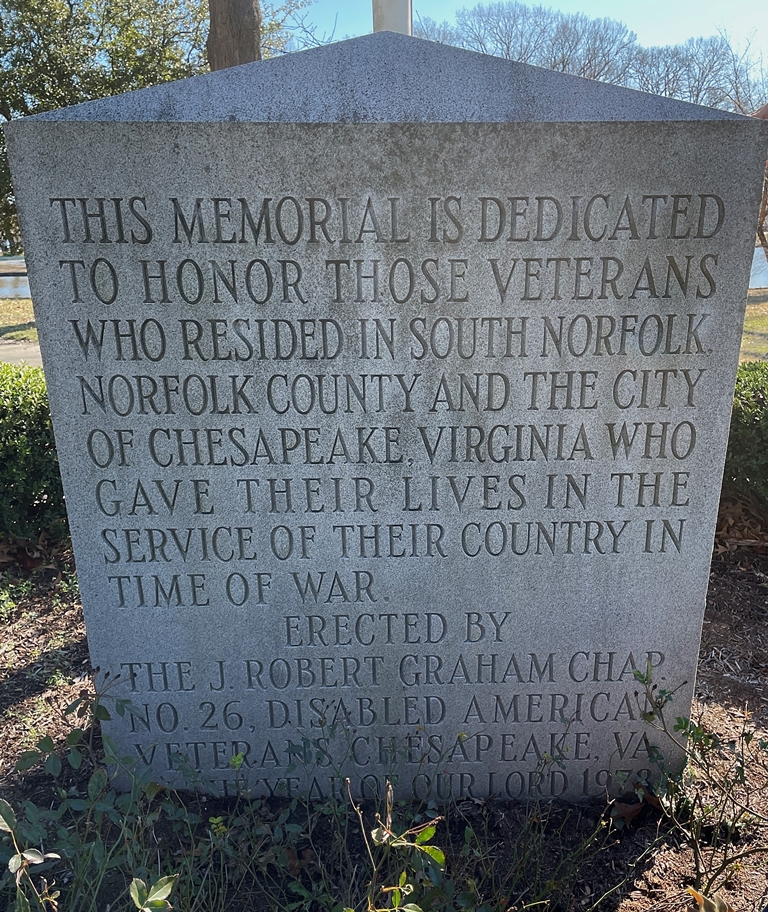 THIS MEMORIAL IS DEDICATED
TO HONOR THOSE VETERANS
WHO RESIDED IN SOUTH NORFOLK,
NORFOLK COUNTY AND THE CITY
OF CHESAPEAKE, VIRGINIA WHO
GAVE THEIR LIVES IN THE
SERVICE OF THEIR COUNTRY IN
TIME OF WAR.
ERECTED BY
THE J. ROBERT GRAHAM CHAP.
NO. 26, DISABLED AMERICAN
VETERANS CHESAPEAKE, VA.
YEAR OF OUR LORD 1978